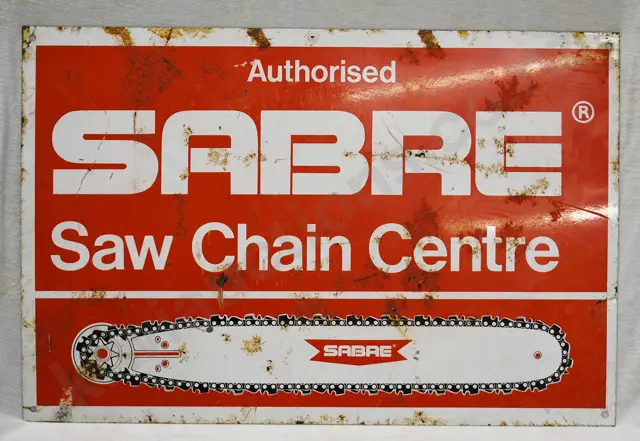 Authorised
SABRE®
Saw Chain Centre
SABRE